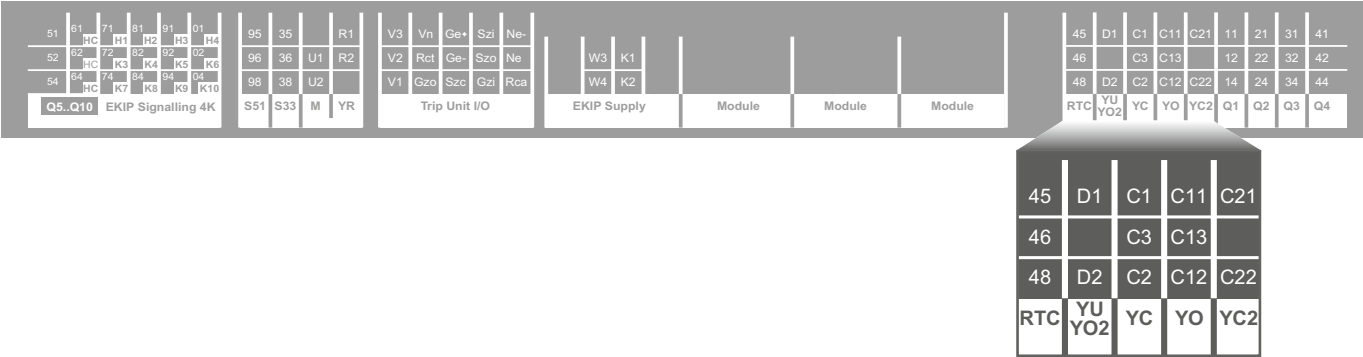 51 61 HC 71 H1 81 H2 91 H3 01 H4 95 35 R1 V3 Vn Ge• Szi Ne- 45 D1 C1 C11 C21 11 21 31 41
52 62 HC 72 K3 82 K4 92 K5 02 K6 96 36 U1 R2 V2 Rct Ge- Szo Ne W3 K1 46 C3 C13 12 22 32 42
54 64 HC 74 K7 84 K8 94 K9 04 K10 98 38 U2 V1 Gzo Szc Gzi Rca W4 K2 48 D2 C2 C12 C22 14 24 34 44
Q5..Q10 EKIP Signalling 4K S51 S33 M YR Trip Unit I/O EKIP Supply Module Module Module RTC YU YO2 YC YO YC2 Q1 Q2 Q3 Q4
45 D1 C1 C11 C21
46 C3 C13
48 D2 C2 C12 C22
RTC YU YO2 YC YO YC2